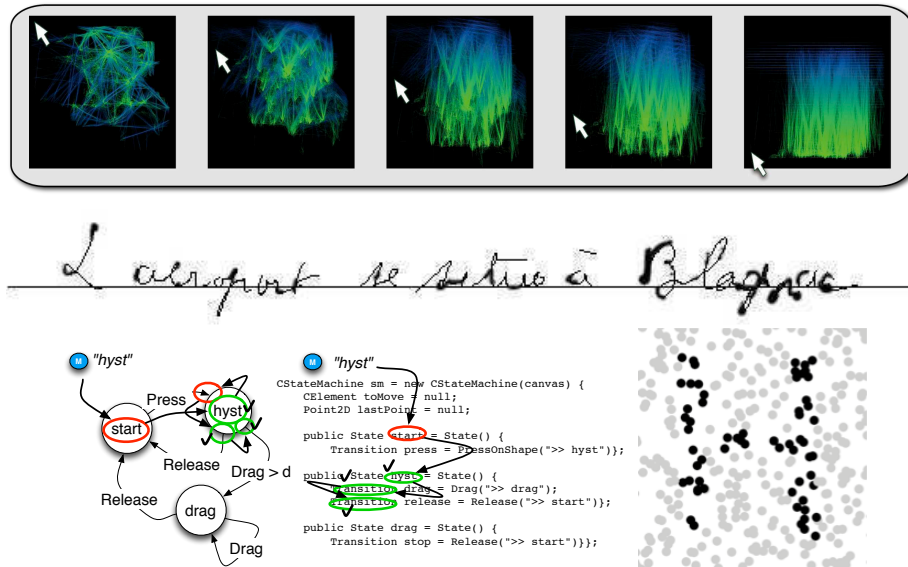 L'aeroport se situe à Blagnac.
M "hyst"
Press
start
hyst
Release
Drag > d
Release
drag
Drag
M "hyst"
CStateMachine sm = new CStateMachine(canvas) {
CElement toMove = null;
Point2D lastPoint = null;
public State start = State() {
Transition press = PressOnShape(">> hyst")};
public State hyst = State() {
Transition drag = Drag(">> drag");
Transition release = Release(">> start")};
public State drag = State() {
Transition stop = Release(">> start")}};